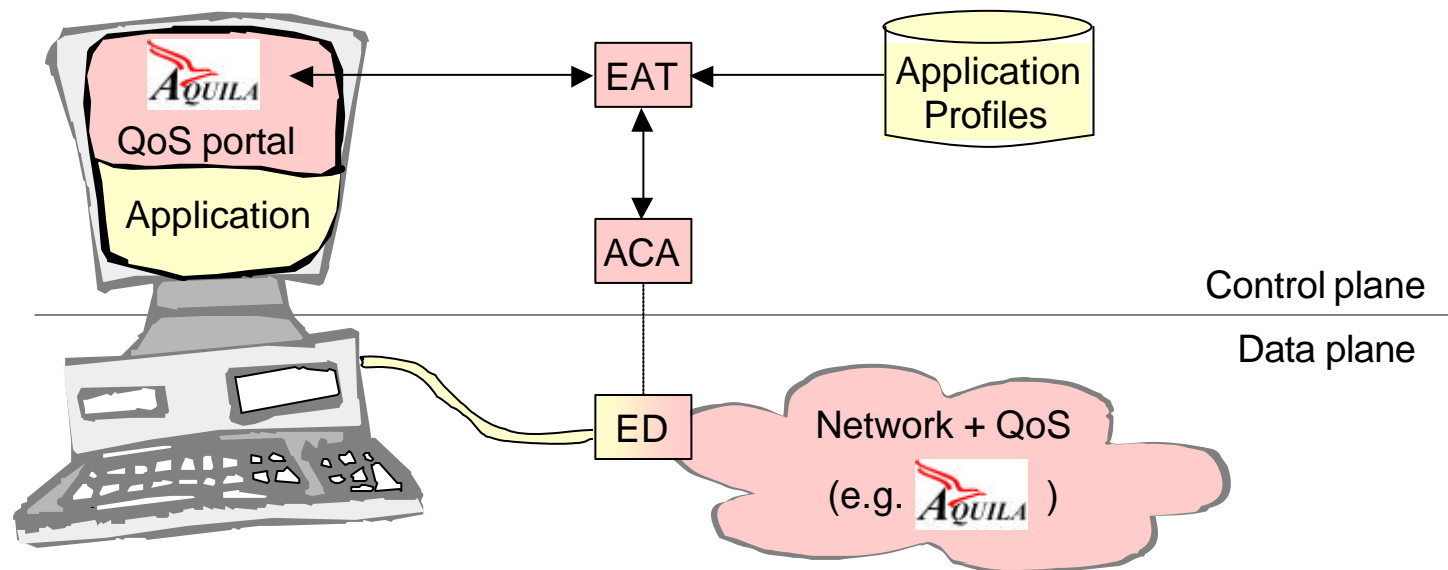 AQUILA
QoS portal
Application
EAT
Application
Profiles
ACA
Control plane
Data plane
ED
Network + QoS
(e.g. AQUILA )